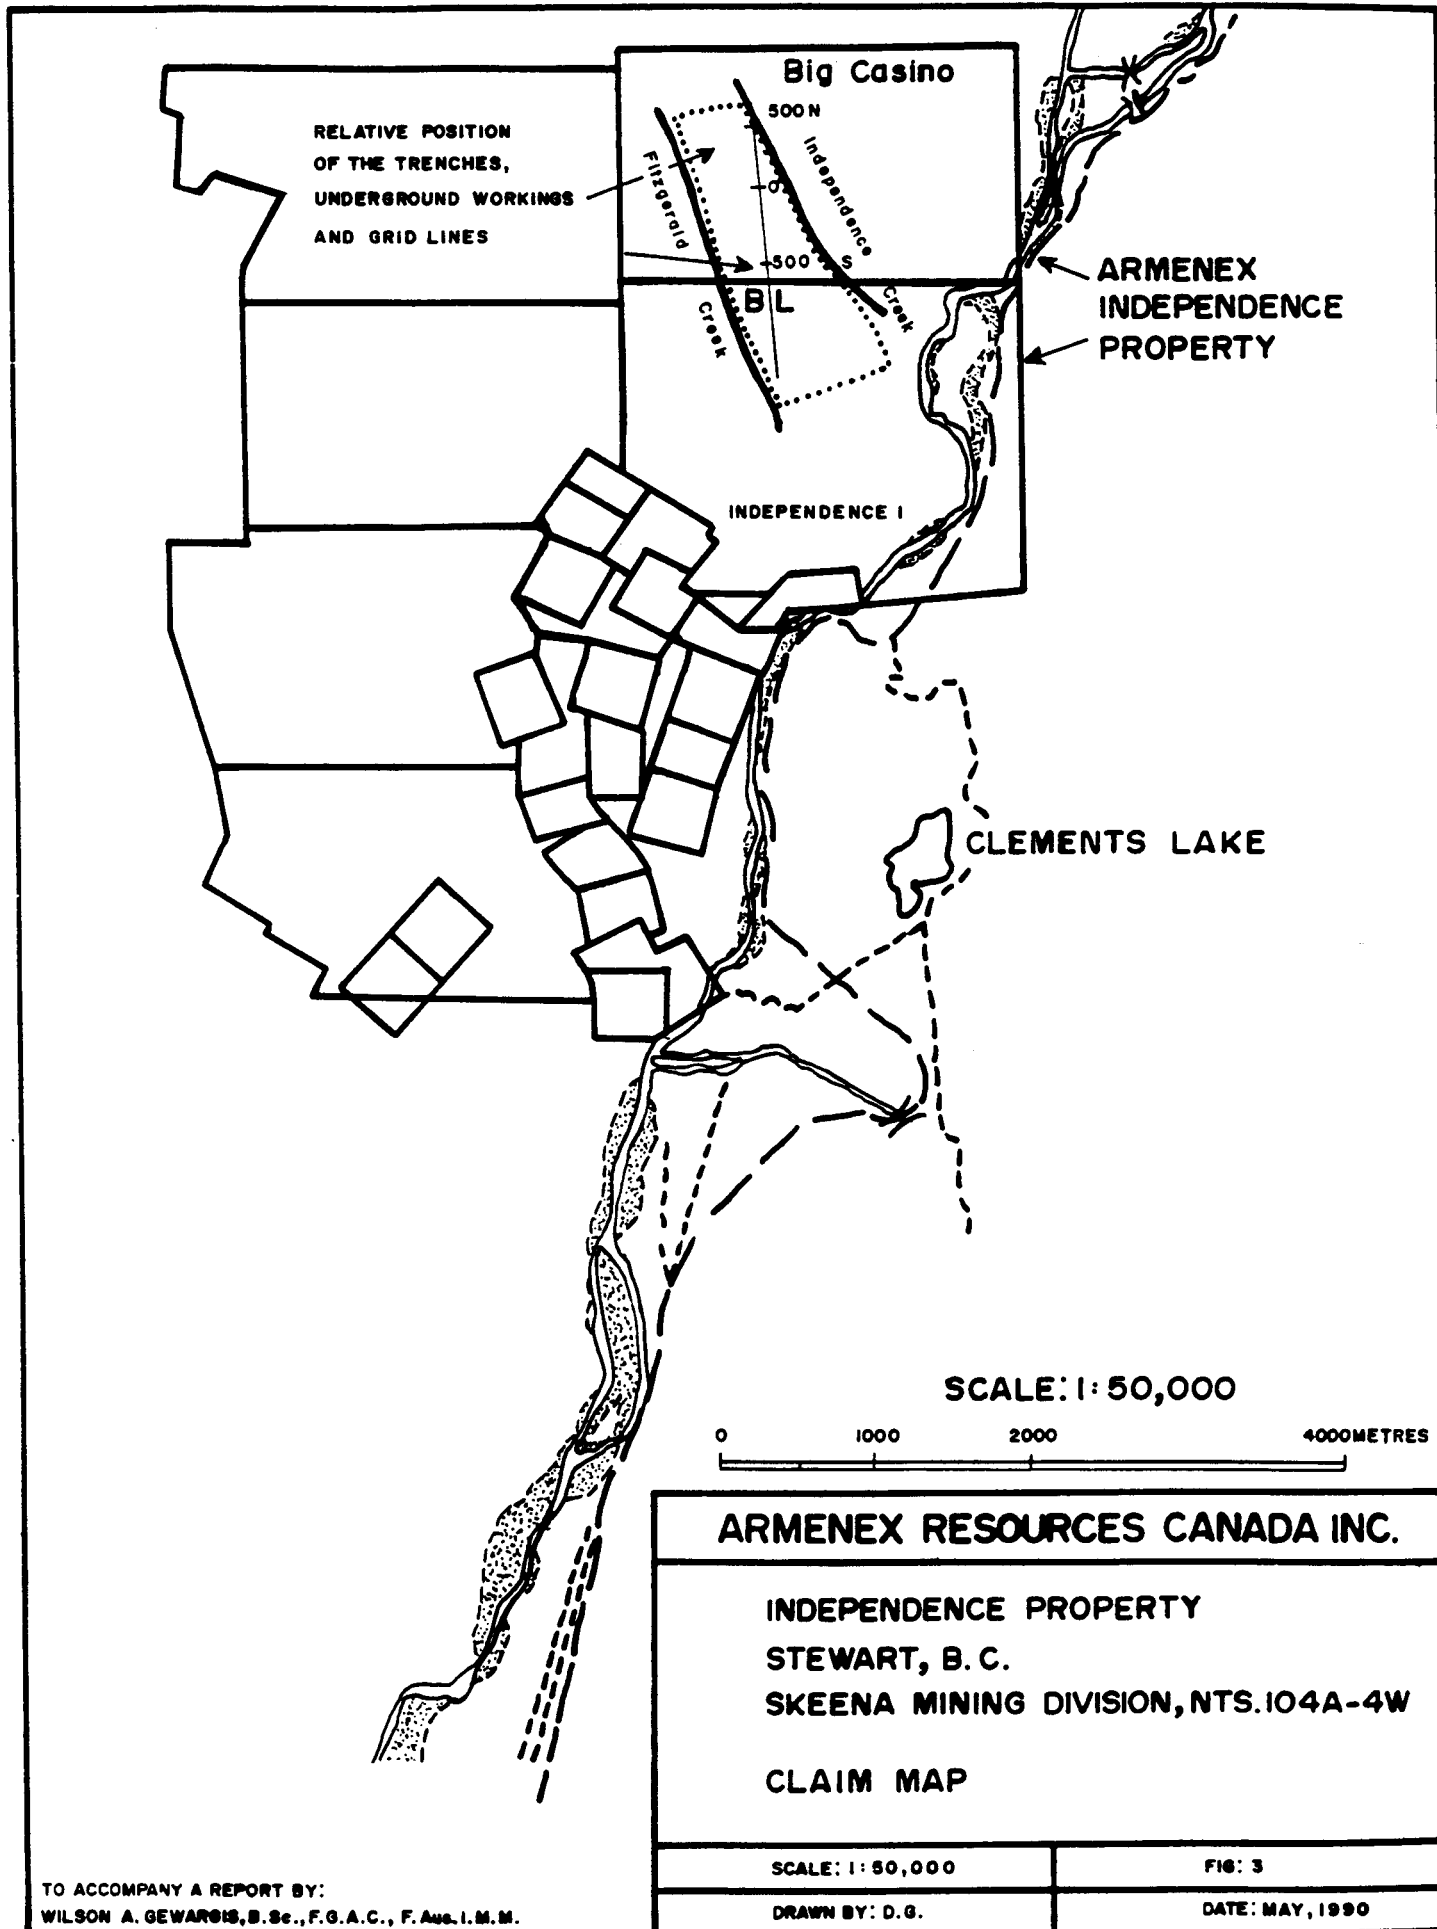 Big Casino
500 N
RELATIVE POSITION
OF THE TRENCHES,
UNDERGROUND WORKINGS
AND GRID LINES
Fitzgerald
Creek
Independence
Creek
0
500 S
BL
ARMENEX
INDEPENDENCE
PROPERTY
INDEPENDENCE I
CLEMENTS LAKE
SCALE: 1:50,000
0 1000 2000 4000 METRES
ARMENEX RESOURCES CANADA INC.
INDEPENDENCE PROPERTY
STEWART, B.C.
SKEENA MINING DIVISION, NTS. 104A-4W
CLAIM MAP
SCALE: 1:50,000
FIG: 3
DRAWN BY: D.G.
DATE: MAY, 1990
TO ACCOMPANY A REPORT BY:
WILSON A. GEWARGIS, B.Sc., F.G.A.C., F. Aus. I.M.M.